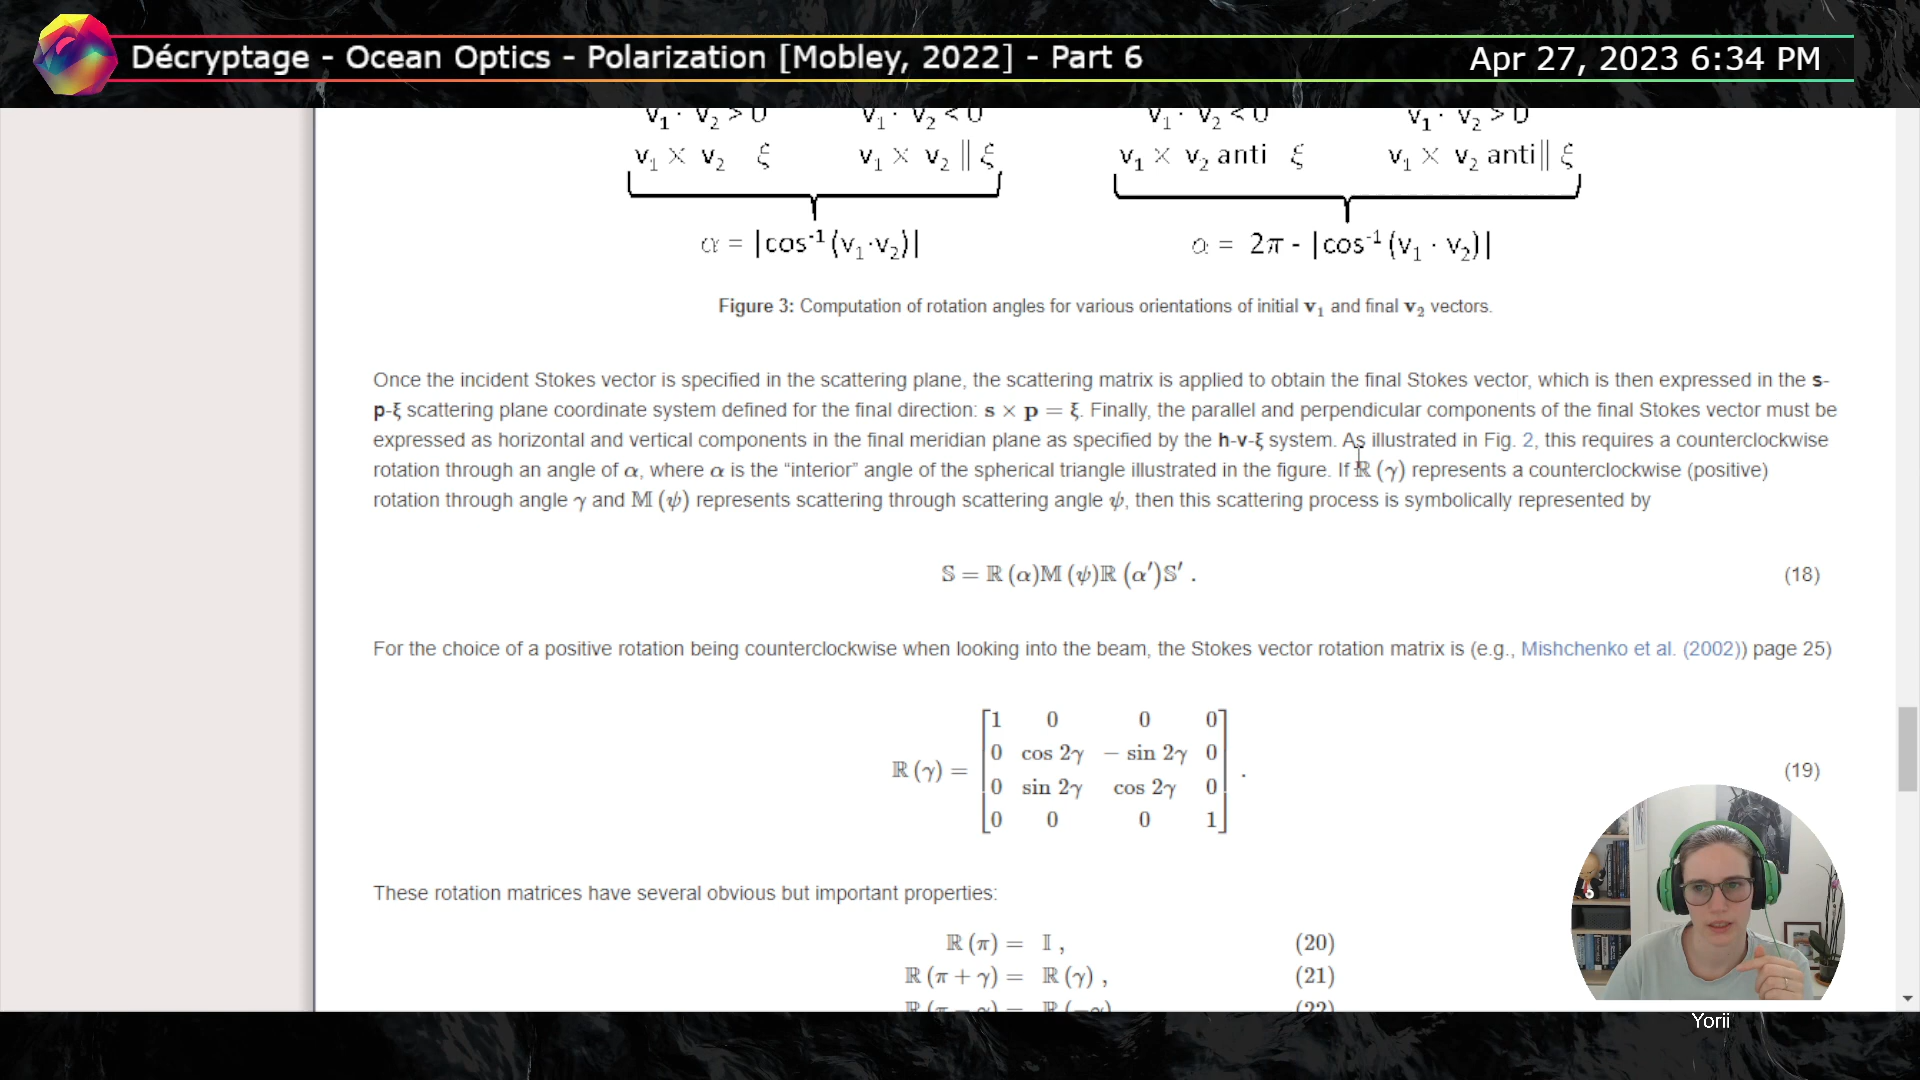 Décryptage - Ocean Optics - Polarization [Mobley, 2022] - Part 6
Apr 27, 2023 6:34 PM
v₁ · v₂ > 0 v₁ · v₂ < 0 v₁ · v₂ < 0 v₁ · v₂ > 0
v₁ × v₂ ξ v₁ × v₂ || ξ v₁ × v₂ anti ξ v₁ × v₂ anti|| ξ
α = |cos⁻¹(v₁·v₂)| α = 2π - |cos⁻¹(v₁ · v₂)|
Figure 3: Computation of rotation angles for various orientations of initial v₁ and final v₂ vectors.
Once the incident Stokes vector is specified in the scattering plane, the scattering matrix is applied to obtain the final Stokes vector, which is then expressed in the s-
p-ξ scattering plane coordinate system defined for the final direction: s × p = ξ. Finally, the parallel and perpendicular components of the final Stokes vector must be
expressed as horizontal and vertical components in the final meridian plane as specified by the h-v-ξ system. As illustrated in Fig. 2, this requires a counterclockwise
rotation through an angle of α, where α is the “interior” angle of the spherical triangle illustrated in the figure. If ℝ (γ) represents a counterclockwise (positive)
rotation through angle γ and 𝕄 (ψ) represents scattering through scattering angle ψ, then this scattering process is symbolically represented by
𝕊 = ℝ (α)𝕄 (ψ)ℝ (α′)𝕊′ . (18)
For the choice of a positive rotation being counterclockwise when looking into the beam, the Stokes vector rotation matrix is (e.g., Mishchenko et al. (2002)) page 25)
1 0 0 0
0 cos 2γ − sin 2γ 0
ℝ (γ) = . (19)
0 sin 2γ cos 2γ 0
0 0 0 1
These rotation matrices have several obvious but important properties:
ℝ (π) = 𝕀 , (20)
ℝ (π + γ) = ℝ (γ) , (21)
ℝ (π − α) = ℝ (−α) (22)
Yorii